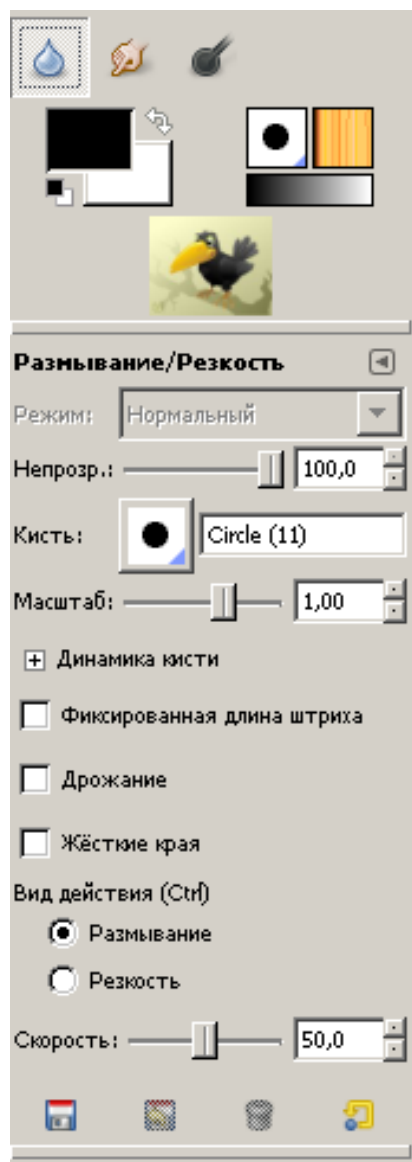 Размывание/Резкость
Режим: Нормальный
Непрозр.: 100,0
Кисть: Circle (11)
Масштаб: 1,00
Динамика кисти
Фиксированная длина штриха
Дрожание
Жёсткие края
Вид действия (Ctrl)
Размывание
Резкость
Скорость: 50,0